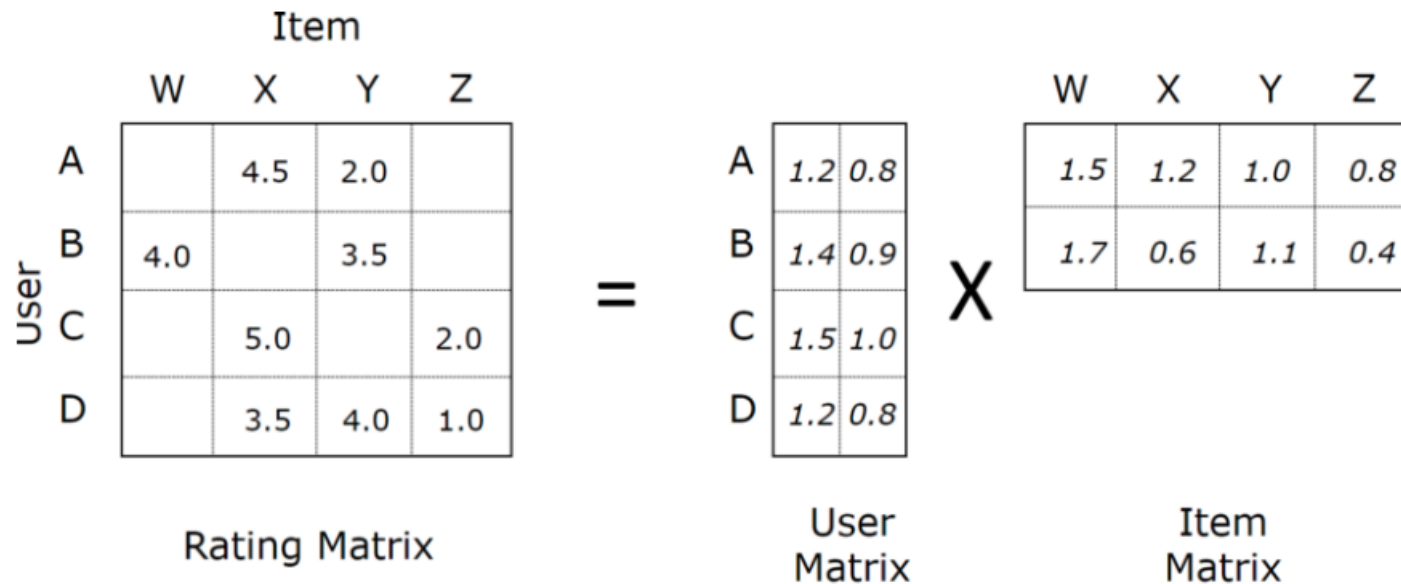 Item
W X Y Z W X Y Z
A 4.5 2.0 A 1.2 0.8 1.5 1.2 1.0 0.8
B 4.0 3.5 B 1.4 0.9 1.7 0.6 1.1 0.4
User
= X
C 5.0 2.0 C 1.5 1.0
D 3.5 4.0 1.0 D 1.2 0.8
Rating Matrix
User
Matrix
Item
Matrix